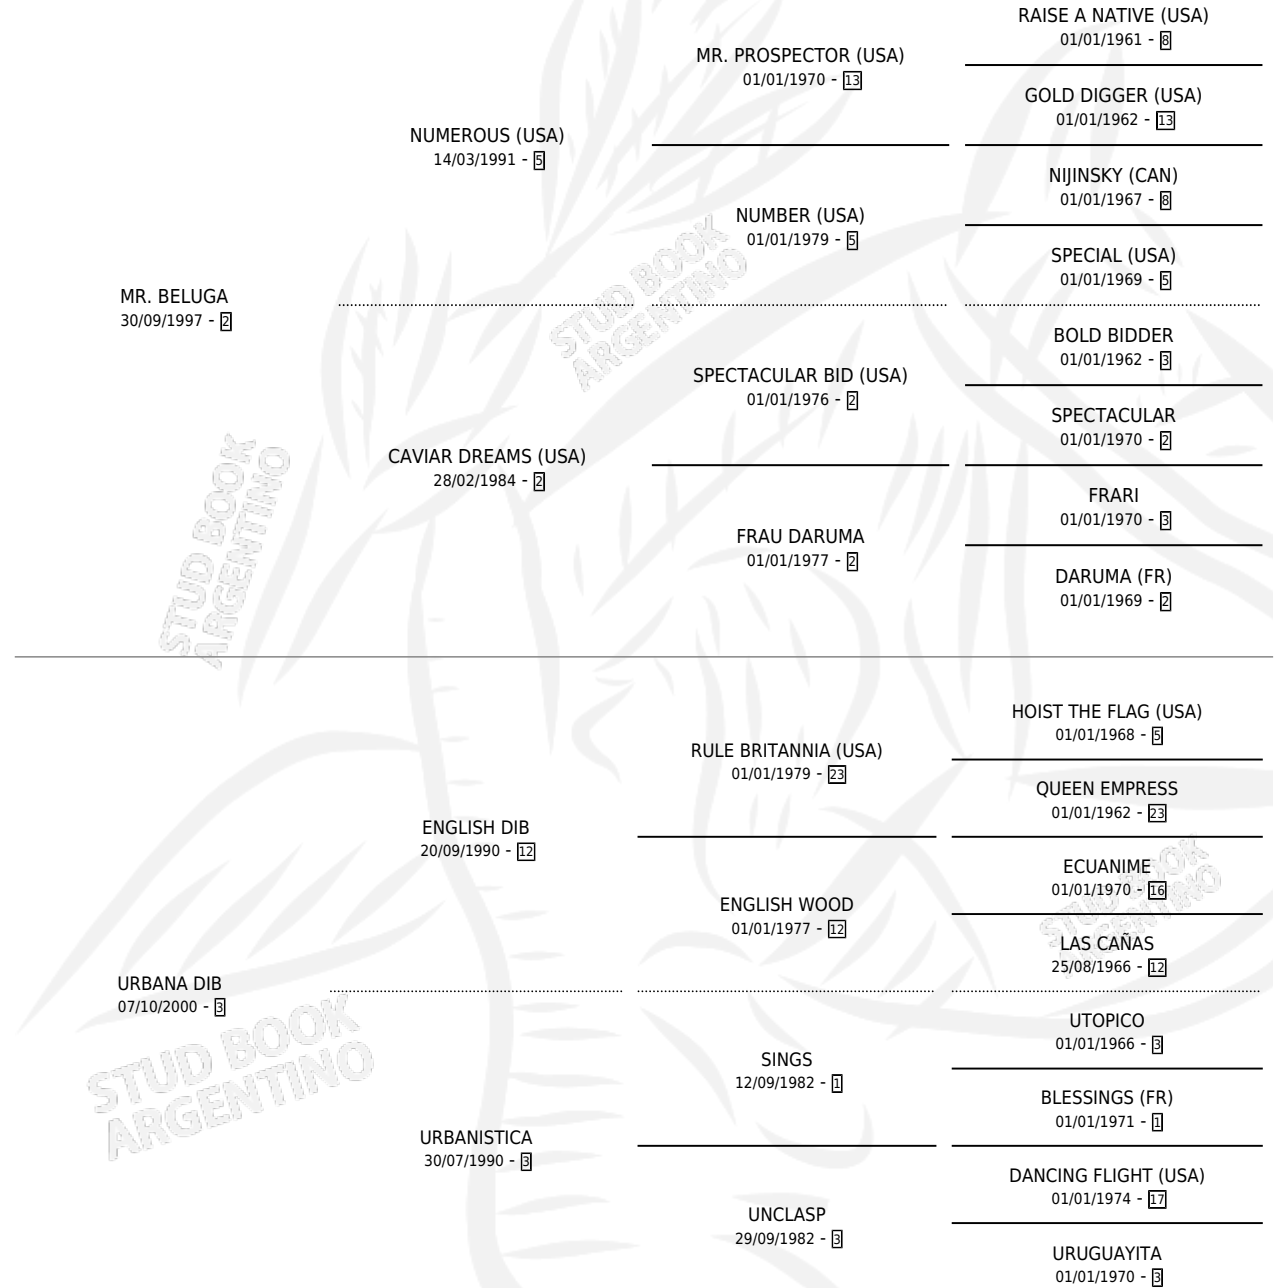 RAISE A NATIVE (USA)
01/01/1961 - 8
MR. PROSPECTOR (USA)
01/01/1970 - 13
GOLD DIGGER (USA)
01/01/1962 - 13
NUMEROUS (USA)
14/03/1991 - 5
NIJINSKY (CAN)
01/01/1967 - 8
NUMBER (USA)
01/01/1979 - 5
SPECIAL (USA)
01/01/1969 - 5
MR. BELUGA
30/09/1997 - 2
BOLD BIDDER
01/01/1962 - 3
SPECTACULAR BID (USA)
01/01/1976 - 2
SPECTACULAR
01/01/1970 - 2
CAVIAR DREAMS (USA)
28/02/1984 - 2
FRARI
01/01/1970 - 3
FRAU DARUMA
01/01/1977 - 2
DARUMA (FR)
01/01/1969 - 2
HOIST THE FLAG (USA)
01/01/1968 - 5
RULE BRITANNIA (USA)
01/01/1979 - 23
QUEEN EMPRESS
01/01/1962 - 23
ENGLISH DIB
20/09/1990 - 12
ECUANIME
01/01/1970 - 16
ENGLISH WOOD
01/01/1977 - 12
LAS CAÑAS
25/08/1966 - 12
URBANA DIB
07/10/2000 - 3
UTOPICO
01/01/1966 - 3
SINGS
12/09/1982 - 1
BLESSINGS (FR)
01/01/1971 - 1
URBANISTICA
30/07/1990 - 3
DANCING FLIGHT (USA)
01/01/1974 - 17
UNCLASP
29/09/1982 - 3
URUGUAYITA
01/01/1970 - 3
STUD BOOK
ARGENTINO
STUD BOOK
ARGENTINO
STUD BOOK
ARGENTINO
STUD BOOK
ARGENTINO